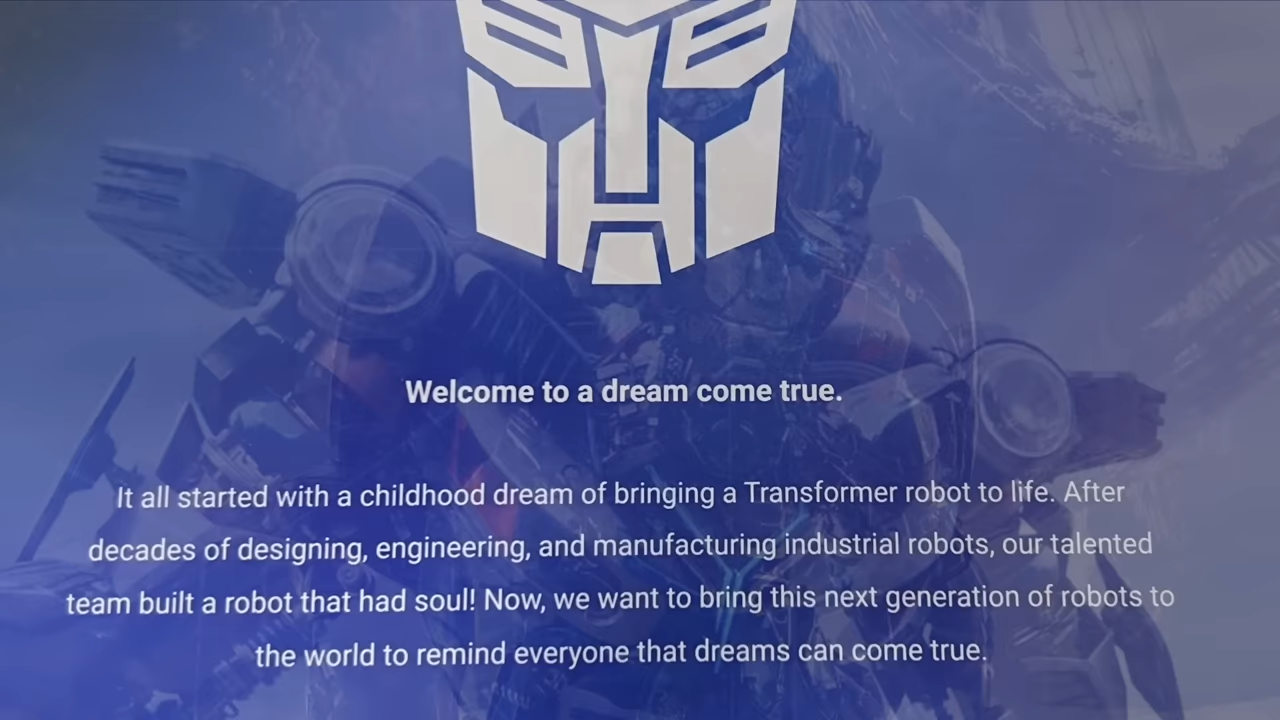 Welcome to a dream come true.
It all started with a childhood dream of bringing a Transformer robot to life. After
decades of designing, engineering, and manufacturing industrial robots, our talented
team built a robot that had soul! Now, we want to bring this next generation of robots to
the world to remind everyone that dreams can come true.